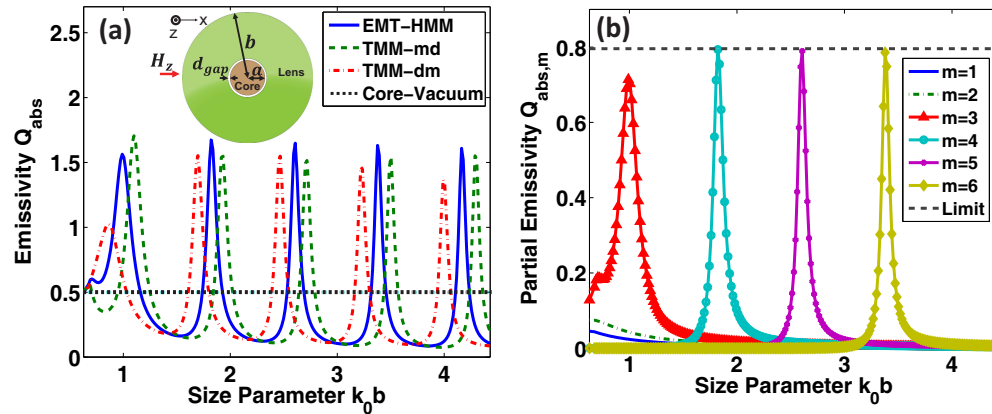 (a)
2.5
2
1.5
1
0.5
0
Emissivity Q_abs
1 2 3 4
Size Parameter k_0b
z
x
H_z
d_gap
b
a
Core
Lens
EMT-HMM
TMM-md
TMM-dm
Core-Vacuum
(b)
0.8
0.6
0.4
0.2
0
Partial Emissivity Q_abs,m
1 2 3 4
Size Parameter k_0b
m=1
m=2
m=3
m=4
m=5
m=6
Limit